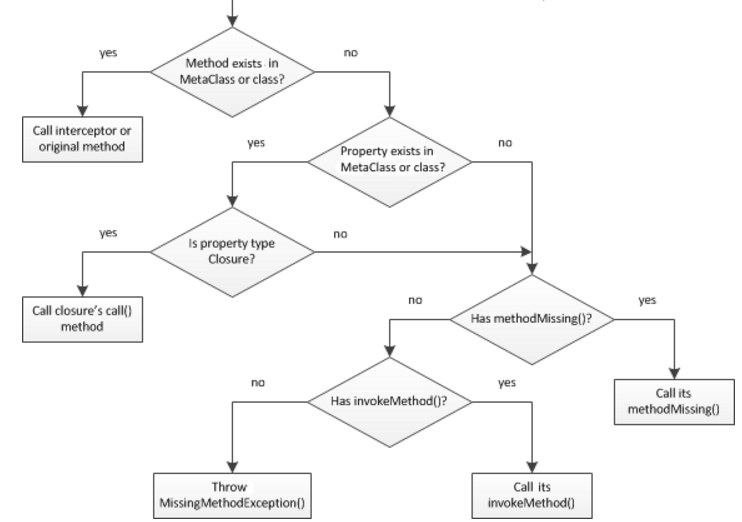 yes
no
Method exists in
MetaClass or class?
Call interceptor or
original method
yes
no
Property exists in
MetaClass or class?
yes
no
Is property type
Closure?
Call closure's call()
method
no
yes
Has methodMissing()?
Call its
methodMissing()
no
yes
Has invokeMethod()?
Throw
MissingMethodException()
Call its
invokeMethod()